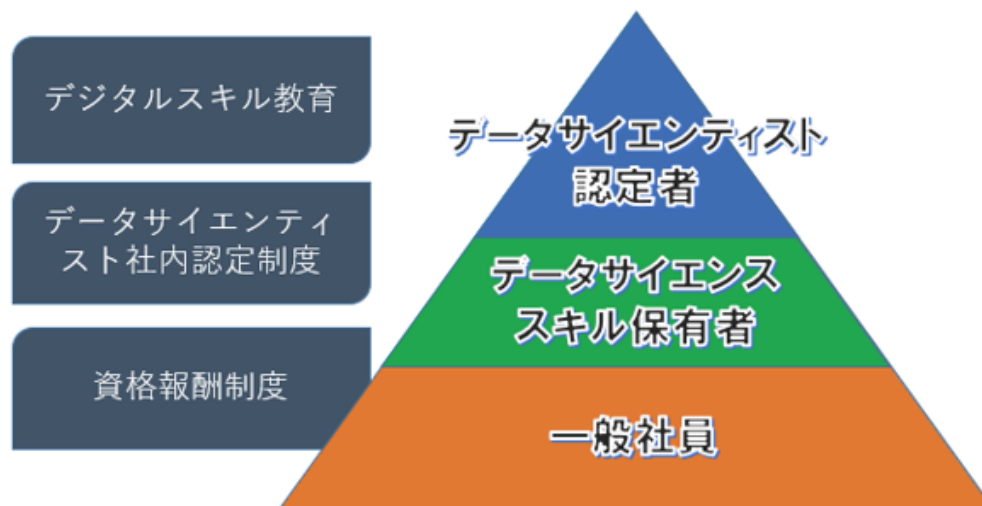 デジタルスキル教育
データサイエンティ
スト社内認定制度
資格報酬制度
データサイエンティスト
認定者
データサイエンス
スキル保有者
一般社員